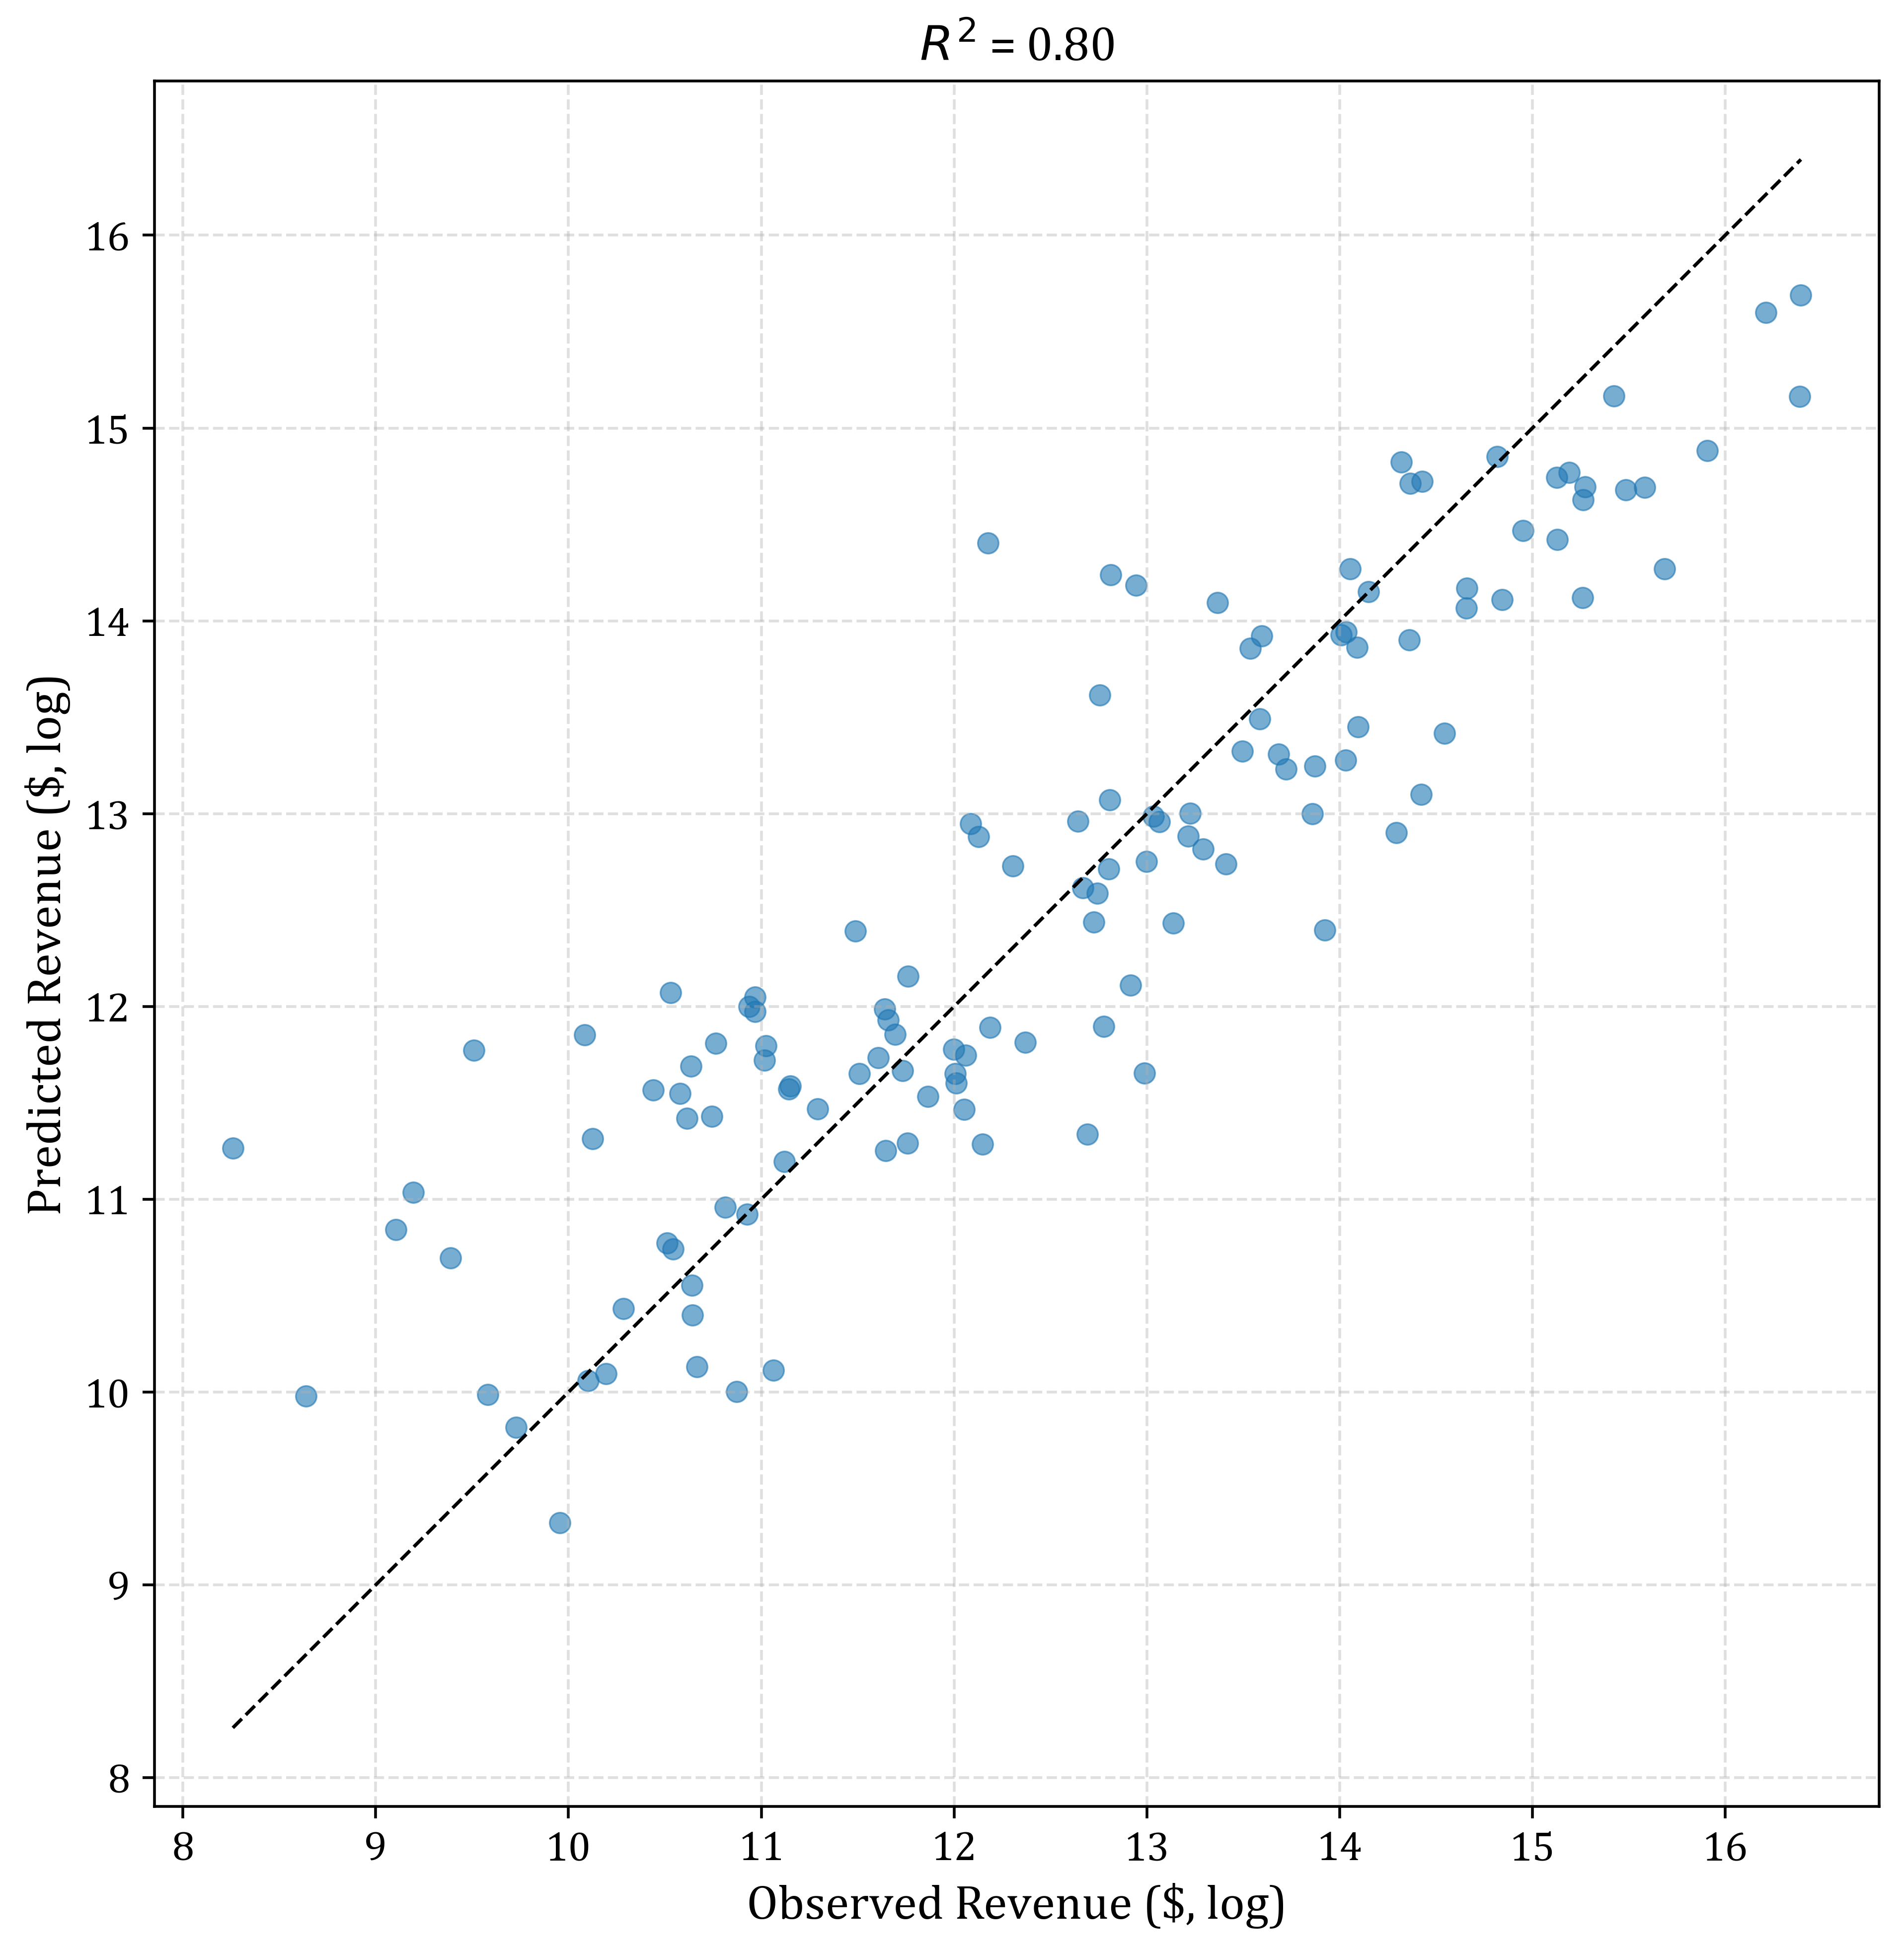 R² = 0.80
Predicted Revenue ($, log)
16
15
14
13
12
11
10
9
8
8 9 10 11 12 13 14 15 16
Observed Revenue ($, log)